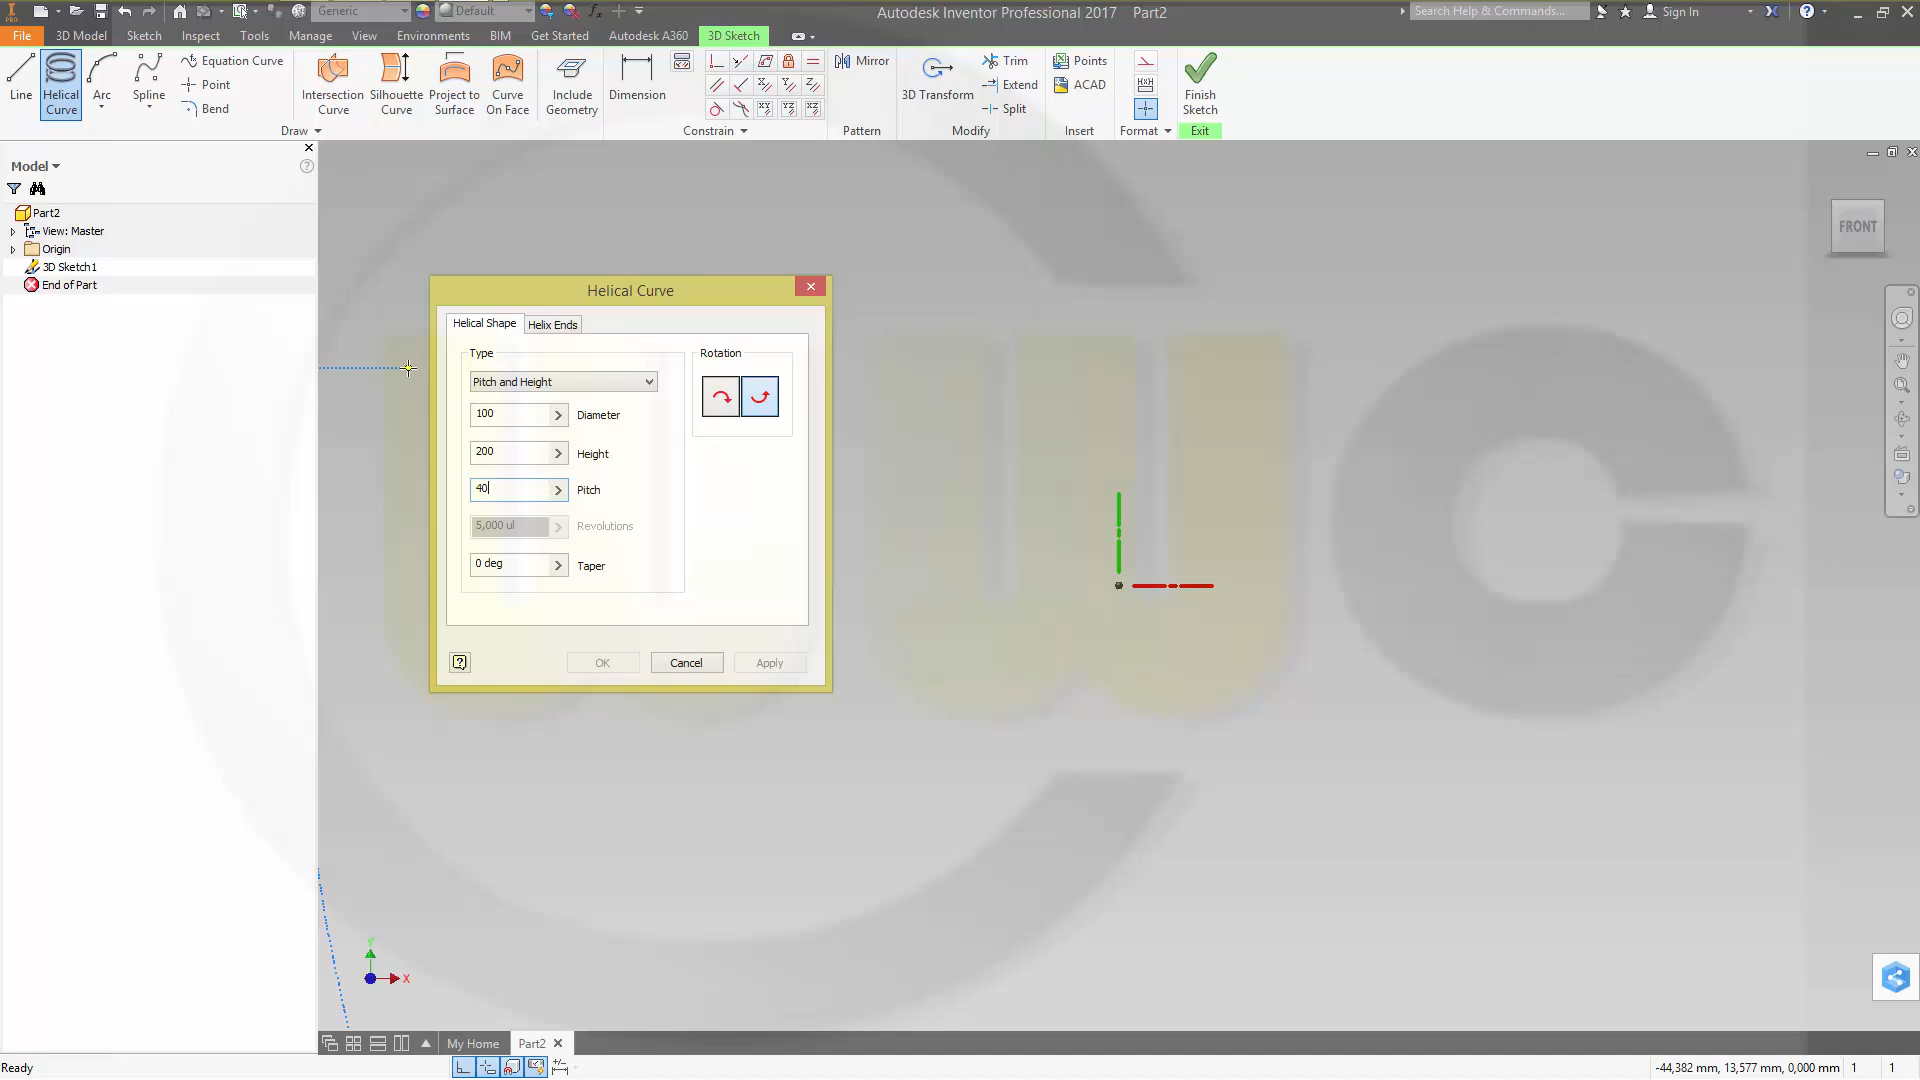 Generic
Default
fx
Autodesk Inventor Professional 2017 Part2
Search Help & Commands...
Sign In
PRO
File 3D Model Sketch Inspect Tools Manage View Environments BIM Get Started Autodesk A360 3D Sketch
Line
Helical Curve
Arc
Spline
Equation Curve
Point
Bend
Intersection Curve
Silhouette Curve
Project to Surface
Curve On Face
Include Geometry
Dimension
Mirror
3D Transform
Trim
Extend
Split
Points
ACAD
Finish Sketch
Draw
Constrain
Pattern
Modify
Insert
Format
Exit
Model
Part2
View: Master
Origin
3D Sketch1
End of Part
FRONT
Helical Curve
Helical Shape Helix Ends
Type
Rotation
Pitch and Height
100 Diameter
200 Height
40 Pitch
5,000 ul Revolutions
0 deg Taper
OK Cancel Apply
Y
X
My Home Part2
Ready
-44,382 mm, 13,577 mm, 0,000 mm 1 1